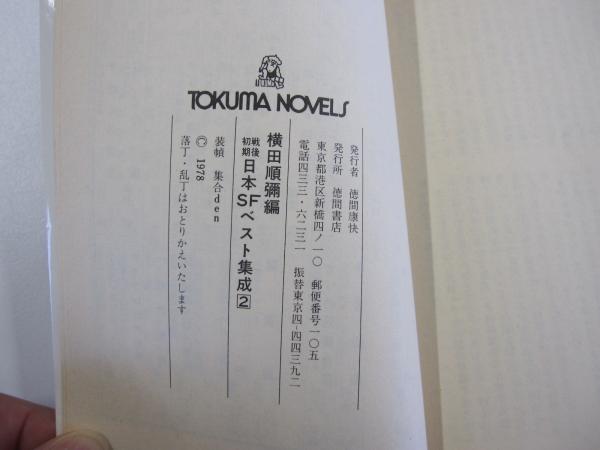 TOKUMA NOVELS
発行者 徳間康快
発行所 徳間書店
東京都港区新橋四ノ一〇 郵便番号一〇五
電話四三三・六二三一 振替東京四-四四三九二
横田順彌編
戦後初期日本SFベスト集成2
装幀 集合den
© 1978
落丁・乱丁はおとりかえいたします